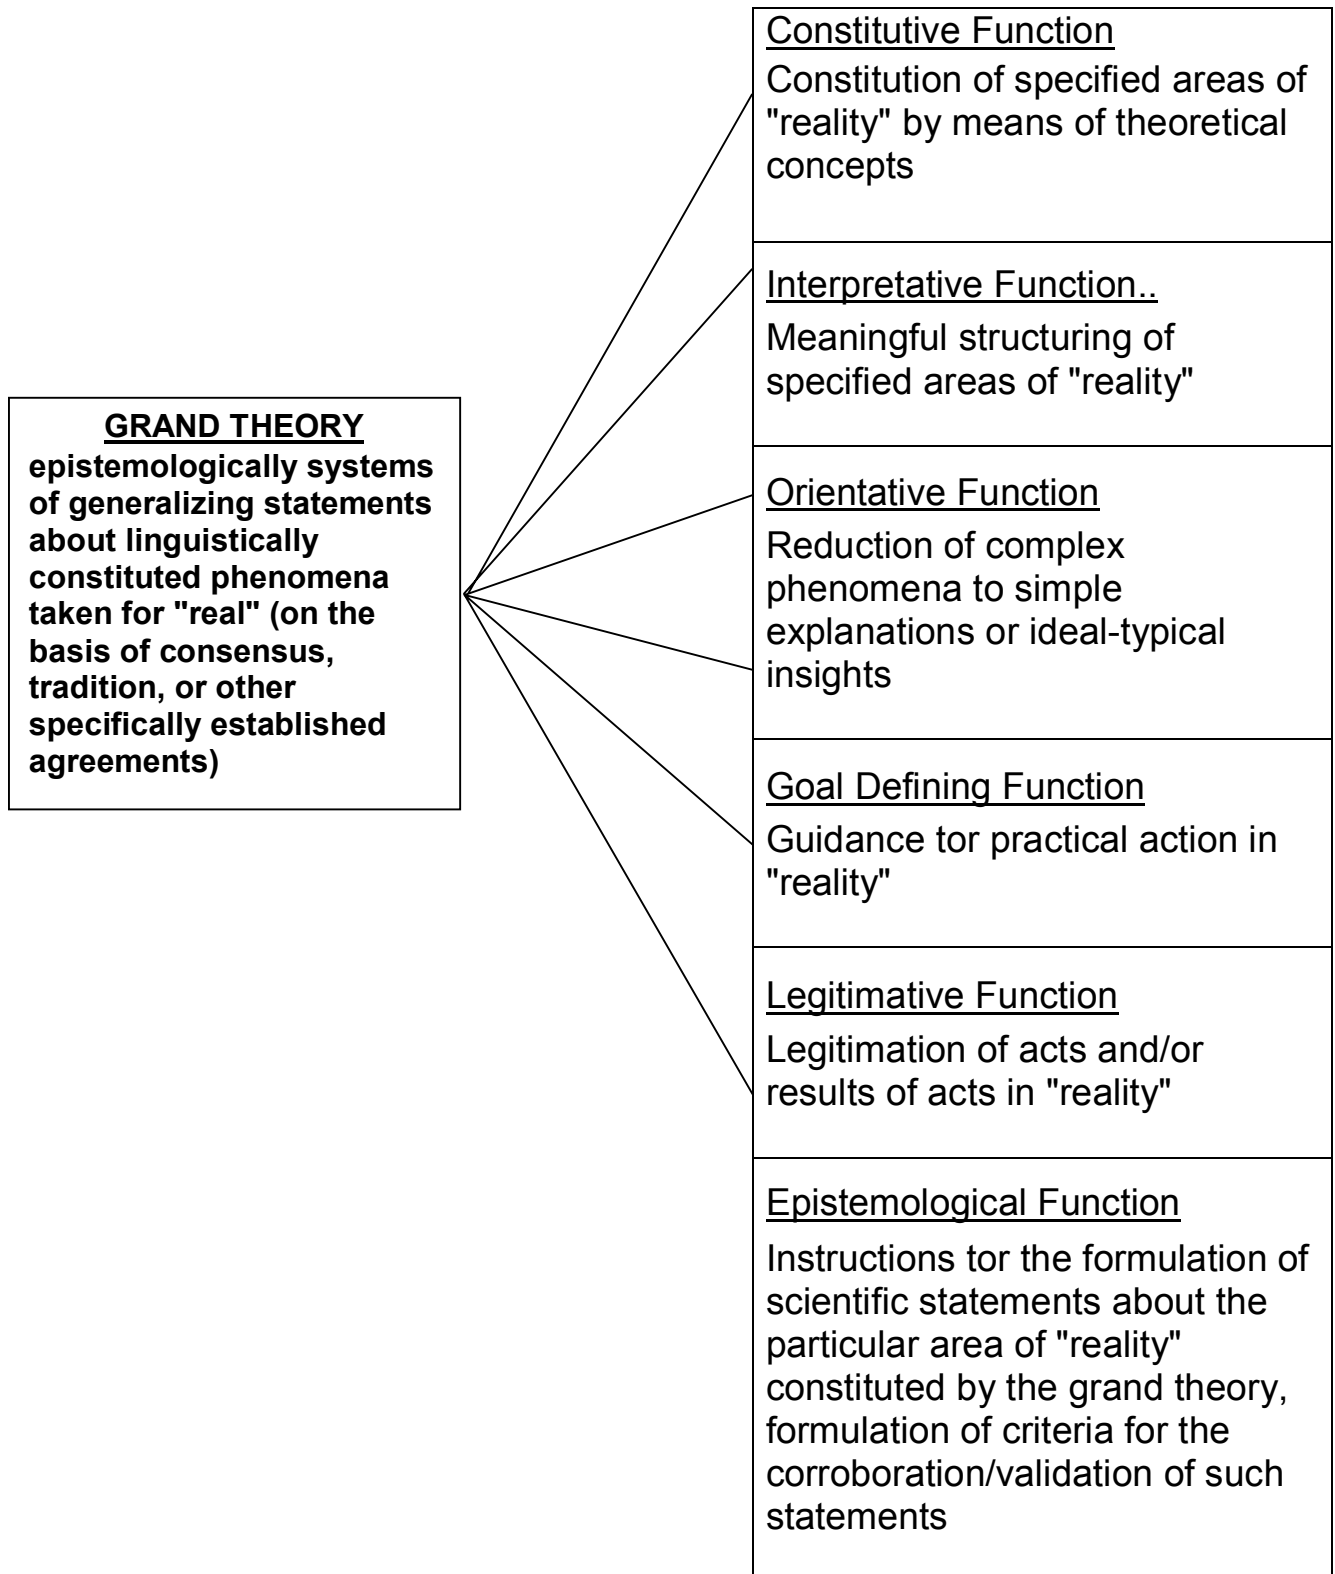 GRAND THEORY
epistemologically systems
of generalizing statements
about linguistically
constituted phenomena
taken for "real" (on the
basis of consensus,
tradition, or other
specifically established
agreements)
Constitutive Function
Constitution of specified areas of
"reality" by means of theoretical
concepts
Interpretative Function..
Meaningful structuring of
specified areas of "reality"
Orientative Function
Reduction of complex
phenomena to simple
explanations or ideal-typical
insights
Goal Defining Function
Guidance tor practical action in
"reality"
Legitimative Function
Legitimation of acts and/or
results of acts in "reality"
Epistemological Function
Instructions tor the formulation of
scientific statements about the
particular area of "reality"
constituted by the grand theory,
formulation of criteria for the
corroboration/validation of such
statements